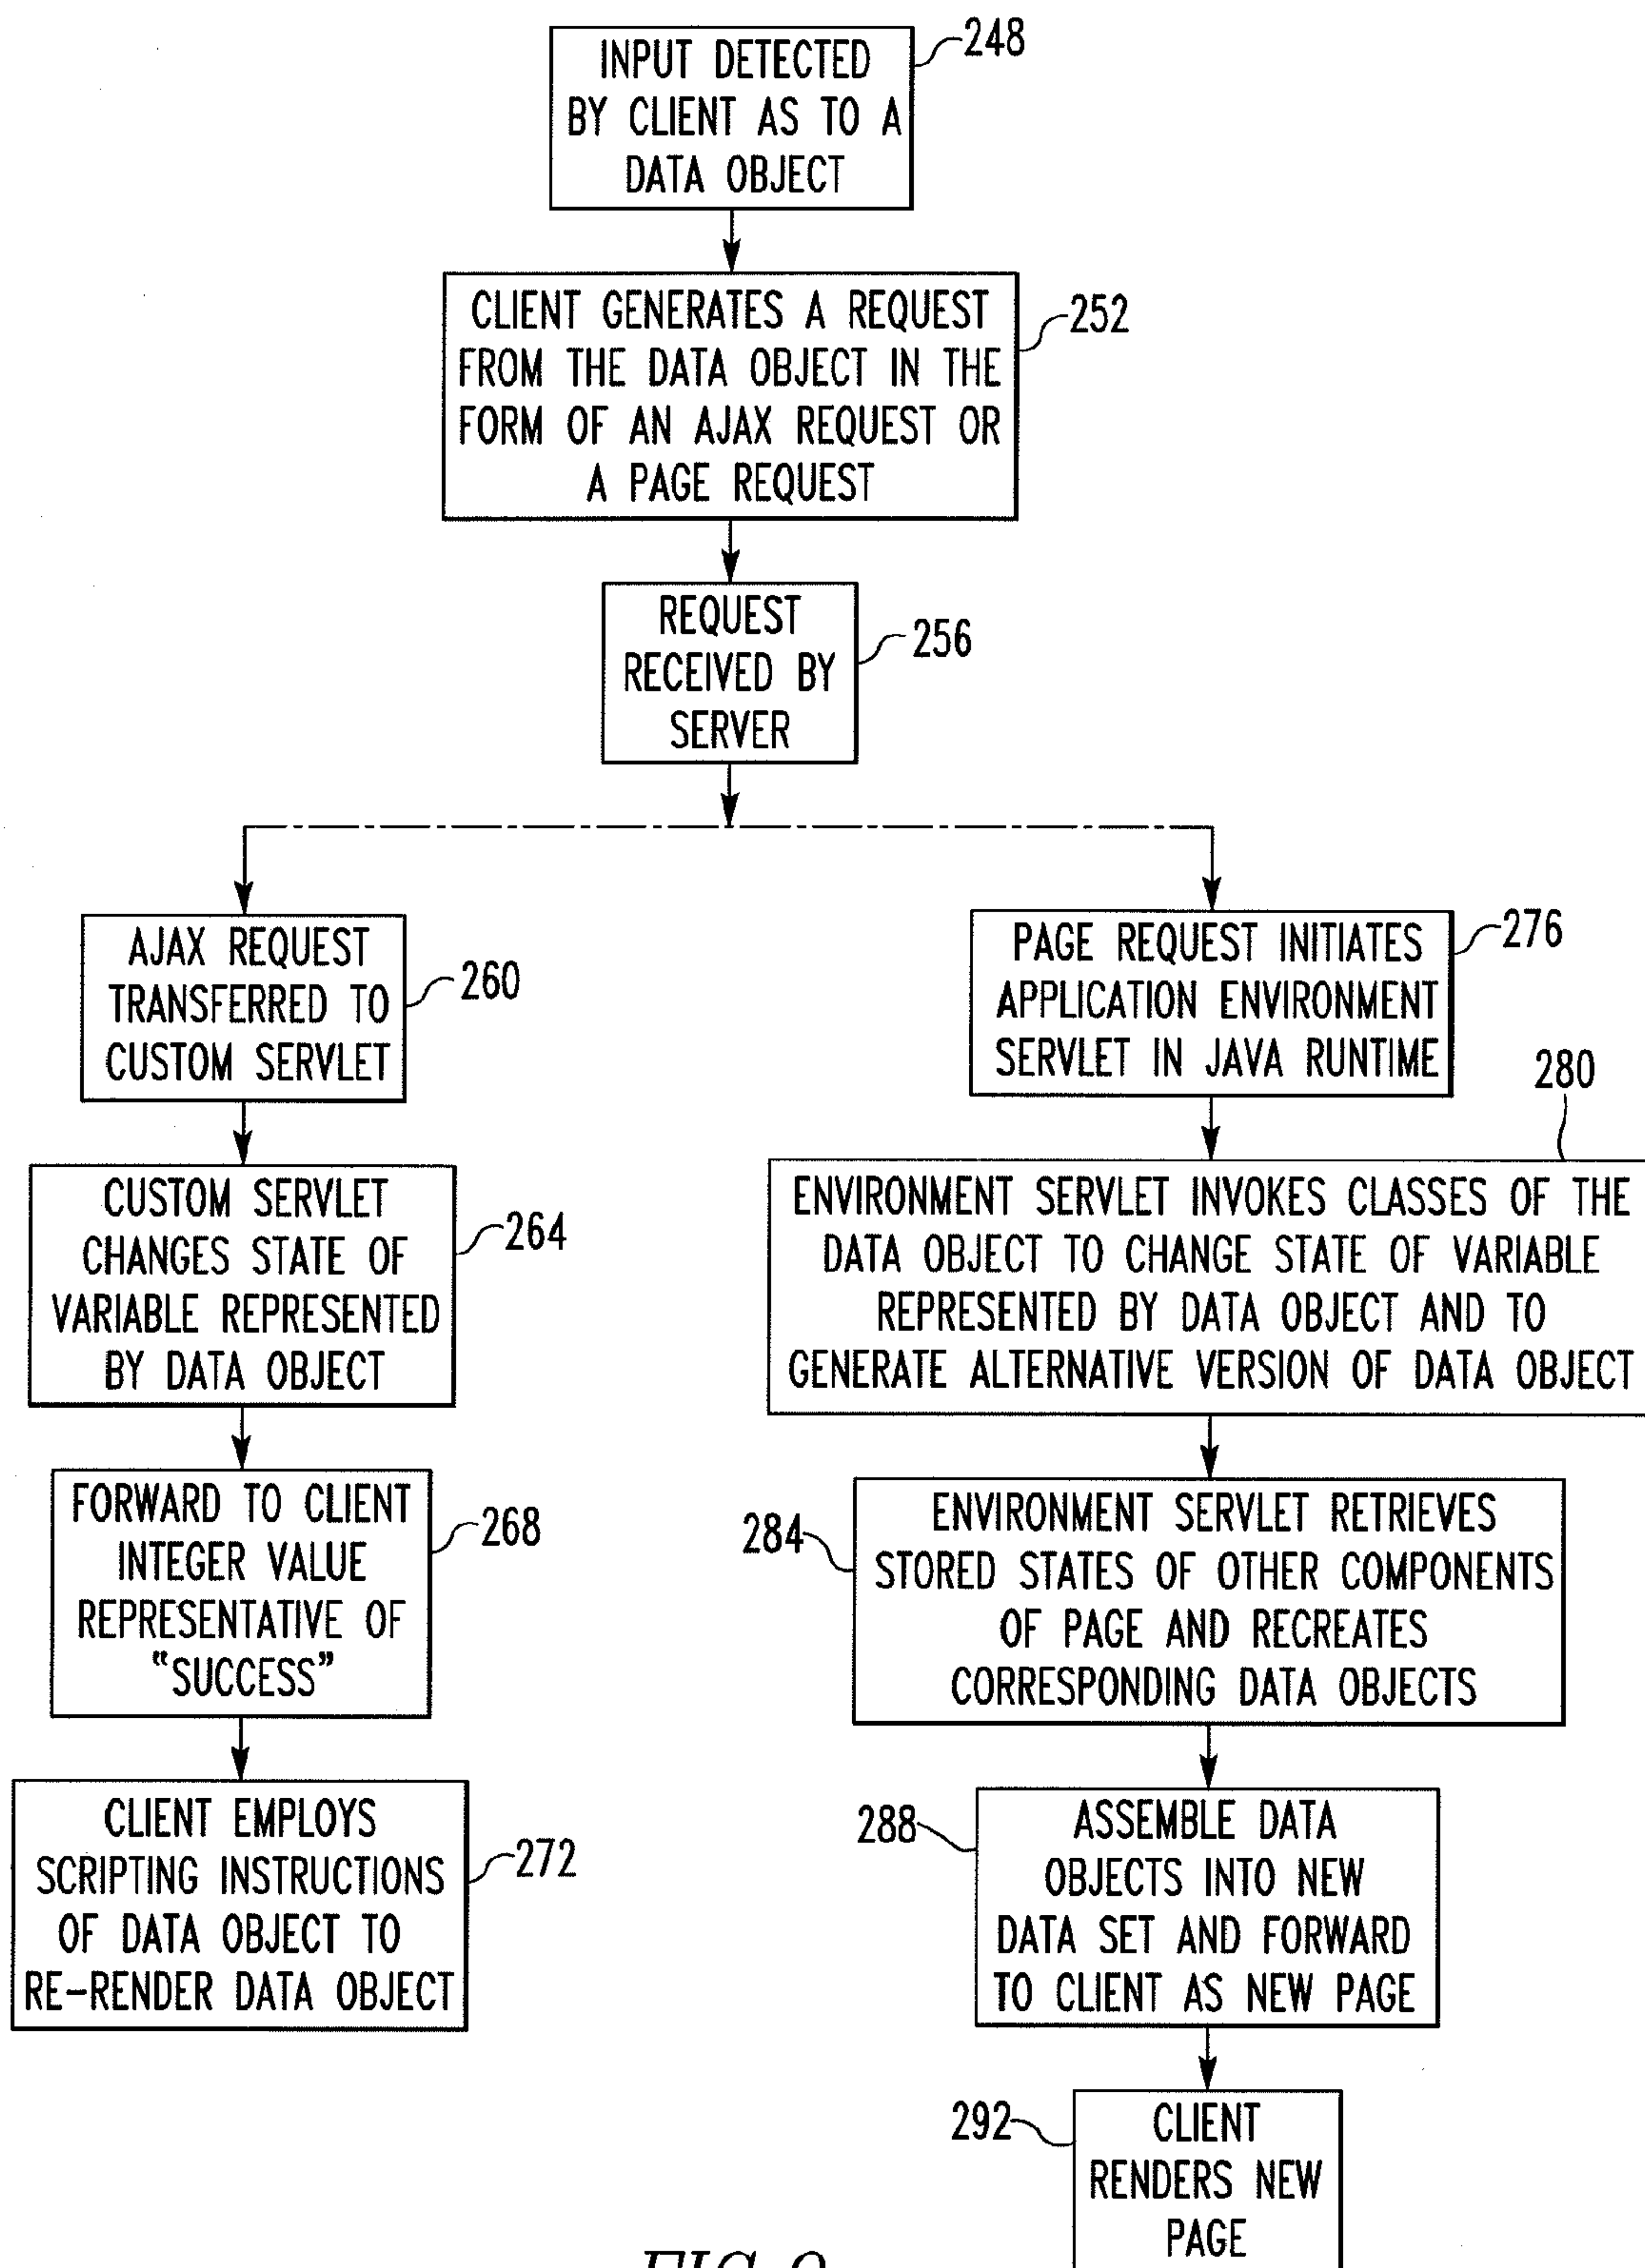 INPUT DETECTED
BY CLIENT AS TO A
DATA OBJECT
248
CLIENT GENERATES A REQUEST
FROM THE DATA OBJECT IN THE
FORM OF AN AJAX REQUEST OR
A PAGE REQUEST
252
REQUEST
RECEIVED BY
SERVER
256
AJAX REQUEST
TRANSFERRED TO
CUSTOM SERVLET
260
CUSTOM SERVLET
CHANGES STATE OF
VARIABLE REPRESENTED
BY DATA OBJECT
264
FORWARD TO CLIENT
INTEGER VALUE
REPRESENTATIVE OF
“SUCCESS”
268
CLIENT EMPLOYS
SCRIPTING INSTRUCTIONS
OF DATA OBJECT TO
RE-RENDER DATA OBJECT
272
PAGE REQUEST INITIATES
APPLICATION ENVIRONMENT
SERVLET IN JAVA RUNTIME
276
280
ENVIRONMENT SERVLET INVOKES CLASSES OF THE
DATA OBJECT TO CHANGE STATE OF VARIABLE
REPRESENTED BY DATA OBJECT AND TO
GENERATE ALTERNATIVE VERSION OF DATA OBJECT
284
ENVIRONMENT SERVLET RETRIEVES
STORED STATES OF OTHER COMPONENTS
OF PAGE AND RECREATES
CORRESPONDING DATA OBJECTS
288
ASSEMBLE DATA
OBJECTS INTO NEW
DATA SET AND FORWARD
TO CLIENT AS NEW PAGE
292
CLIENT
RENDERS NEW
PAGE